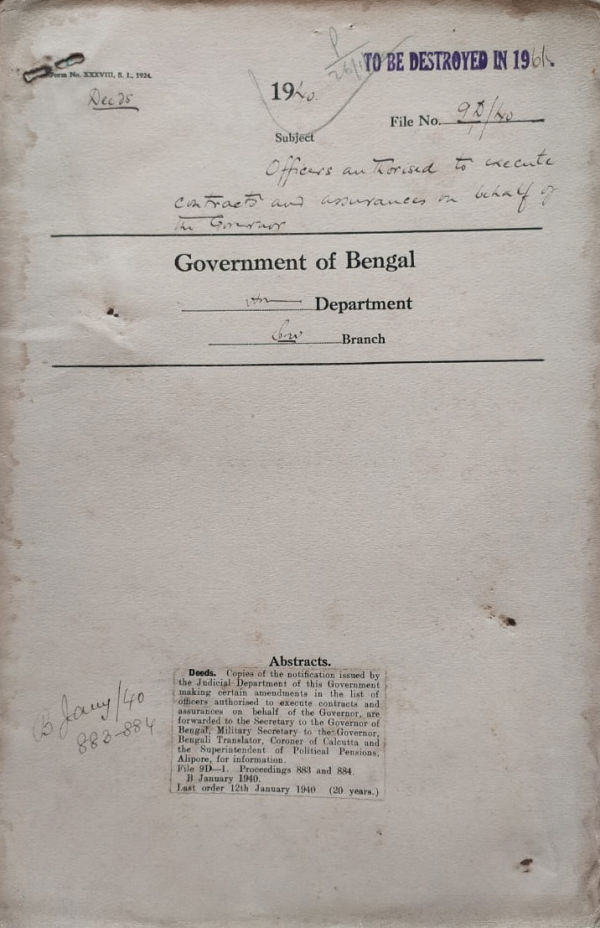 Form No. XXXVIII, S. I., 1924.
Deeds
P
TO BE DESTROYED IN 1961.
1940
File No. 9D/1/40
Subject
Officers authorised to execute
contracts and assurances on behalf of
the Governor
Government of Bengal
Department
Branch
Abstracts.
Deeds. Copies of the notification issued by
the Judicial Department of this Government
making certain amendments in the list of
officers authorised to execute contracts and
assurances on behalf of the Governor, are
forwarded to the Secretary to the Governor of
Bengal, Military Secretary to the Governor,
Bengali Translator, Coroner of Calcutta and
the Superintendent of Political Pensions,
Alipore, for information.
File 9D—1. Proceedings 883 and 884.
B January 1940.
Last order 12th January 1940 (20 years.)
B Jany/40
883-884